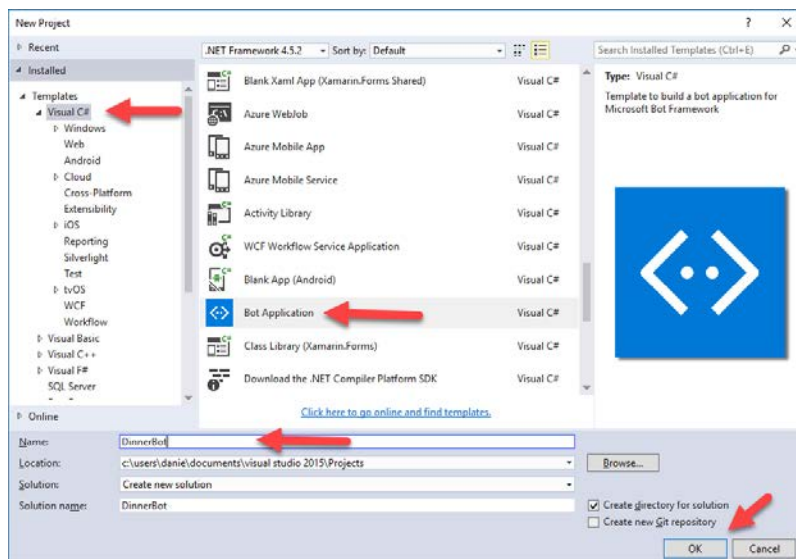 New Project
? X
Recent
.NET Framework 4.5.2 Sort by: Default
Search Installed Templates (Ctrl+E)
Installed
Templates
Visual C#
Windows
Web
Android
Cloud
Cross-Platform
Extensibility
iOS
Reporting
Silverlight
Test
tvOS
WCF
Workflow
Visual Basic
Visual C++
Visual F#
SQL Server
Online
Blank Xaml App (Xamarin.Forms Shared) Visual C#
Azure WebJob Visual C#
Azure Mobile App Visual C#
Azure Mobile Service Visual C#
Activity Library Visual C#
WCF Workflow Service Application Visual C#
Blank App (Android) Visual C#
Bot Application Visual C#
Class Library (Xamarin.Forms) Visual C#
Download the .NET Compiler Platform SDK Visual C#
Click here to go online and find templates.
Type: Visual C#
Template to build a bot application for
Microsoft Bot Framework
Name: DinnerBot
Location: c:\users\danie\documents\visual studio 2015\Projects
Browse...
Solution: Create new solution
Solution name: DinnerBot
Create directory for solution
Create new Git repository
OK Cancel